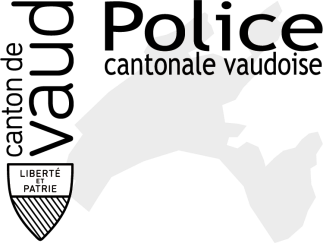 canton de
vaud
LIBERTÉ
ET
PATRIE
Police
cantonale vaudoise